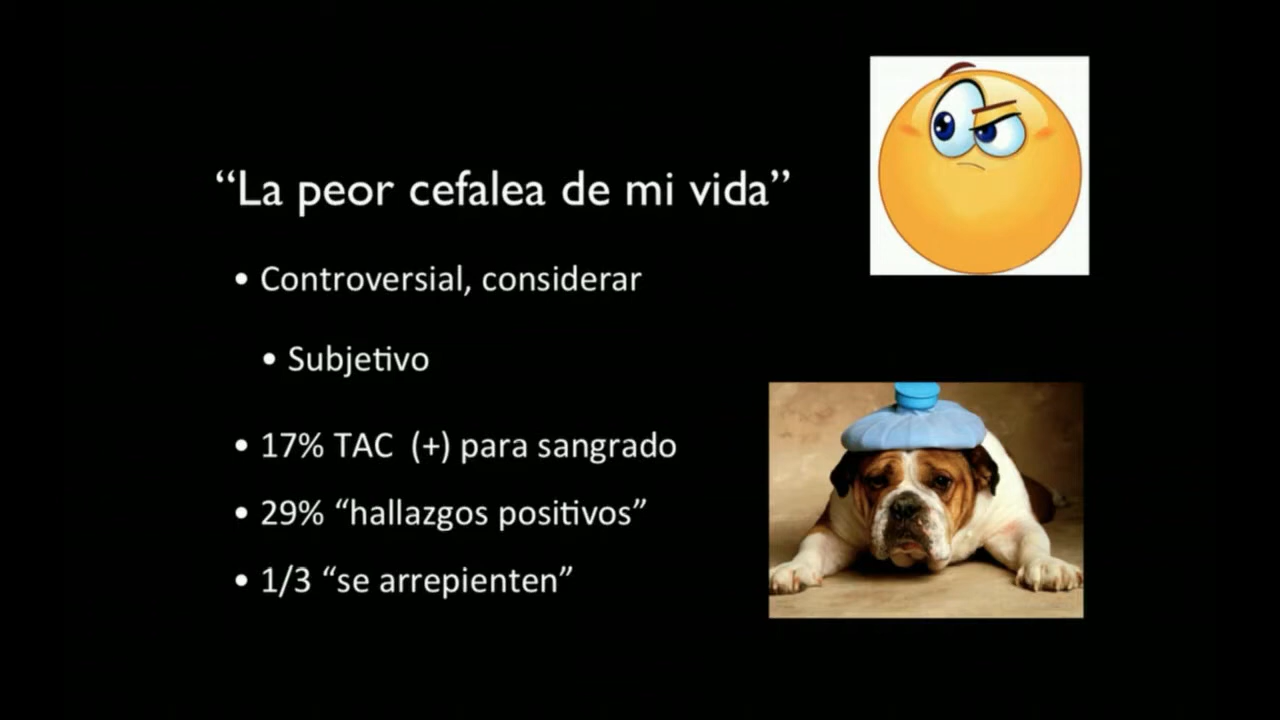 “La peor cefalea de mi vida”
• Controversial, considerar
• Subjetivo
• 17% TAC (+) para sangrado
• 29% “hallazgos positivos”
• 1/3 “se arrepienten”